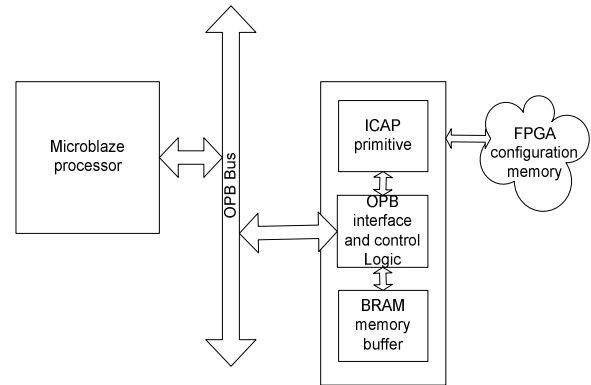 Microblaze
processor
OPB Bus
ICAP
primitive
OPB
interface
and control
Logic
BRAM
memory
buffer
FPGA
configuration
memory